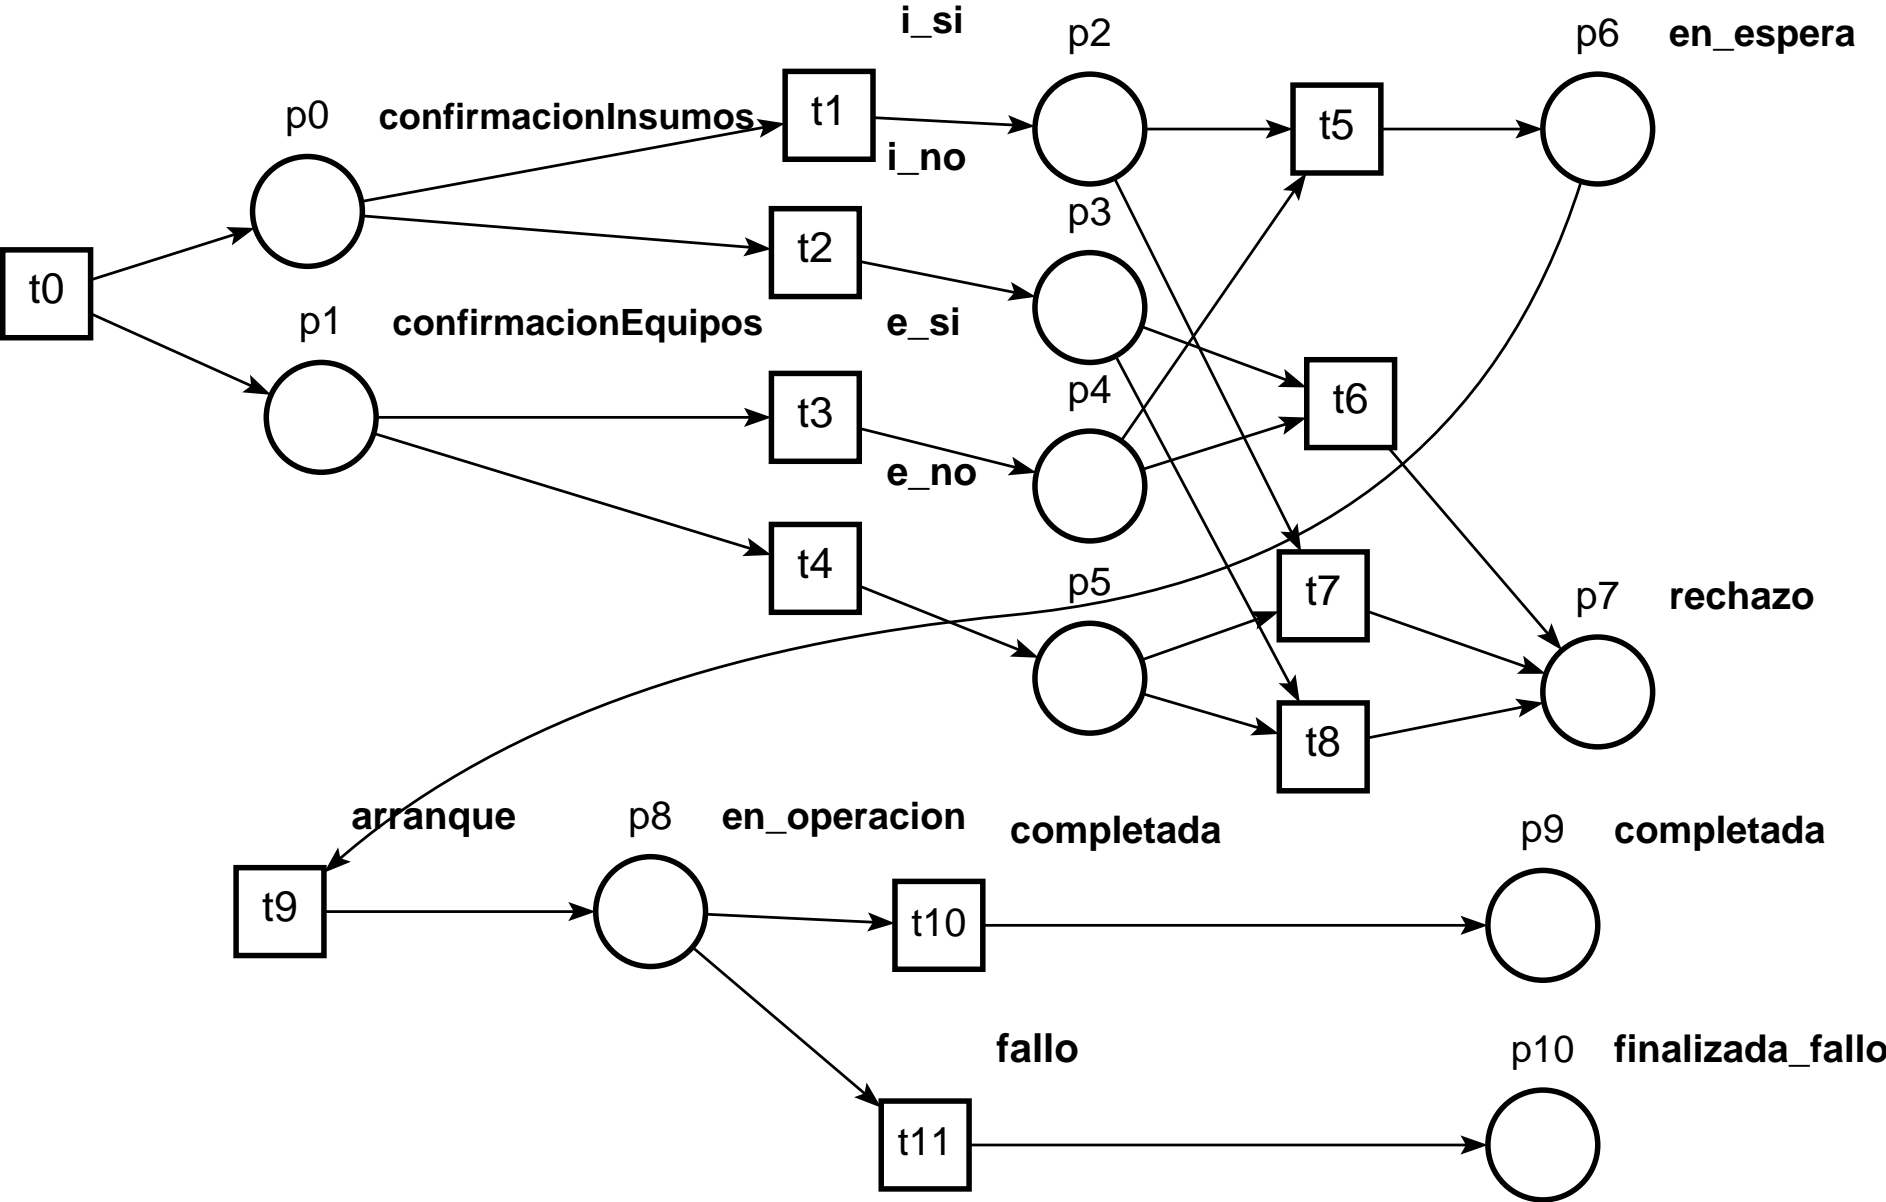 i_si
p2
p6 en_espera
p0 confirmacionInsumos
t1
t5
i_no
t2
p3
t0
p1 confirmacionEquipos
e_si
p4
t6
t3
e_no
t4
p5
t7
p7 rechazo
t8
arranque
p8 en_operacion
completada
p9 completada
t9
t10
fallo
p10 finalizada_fallo
t11